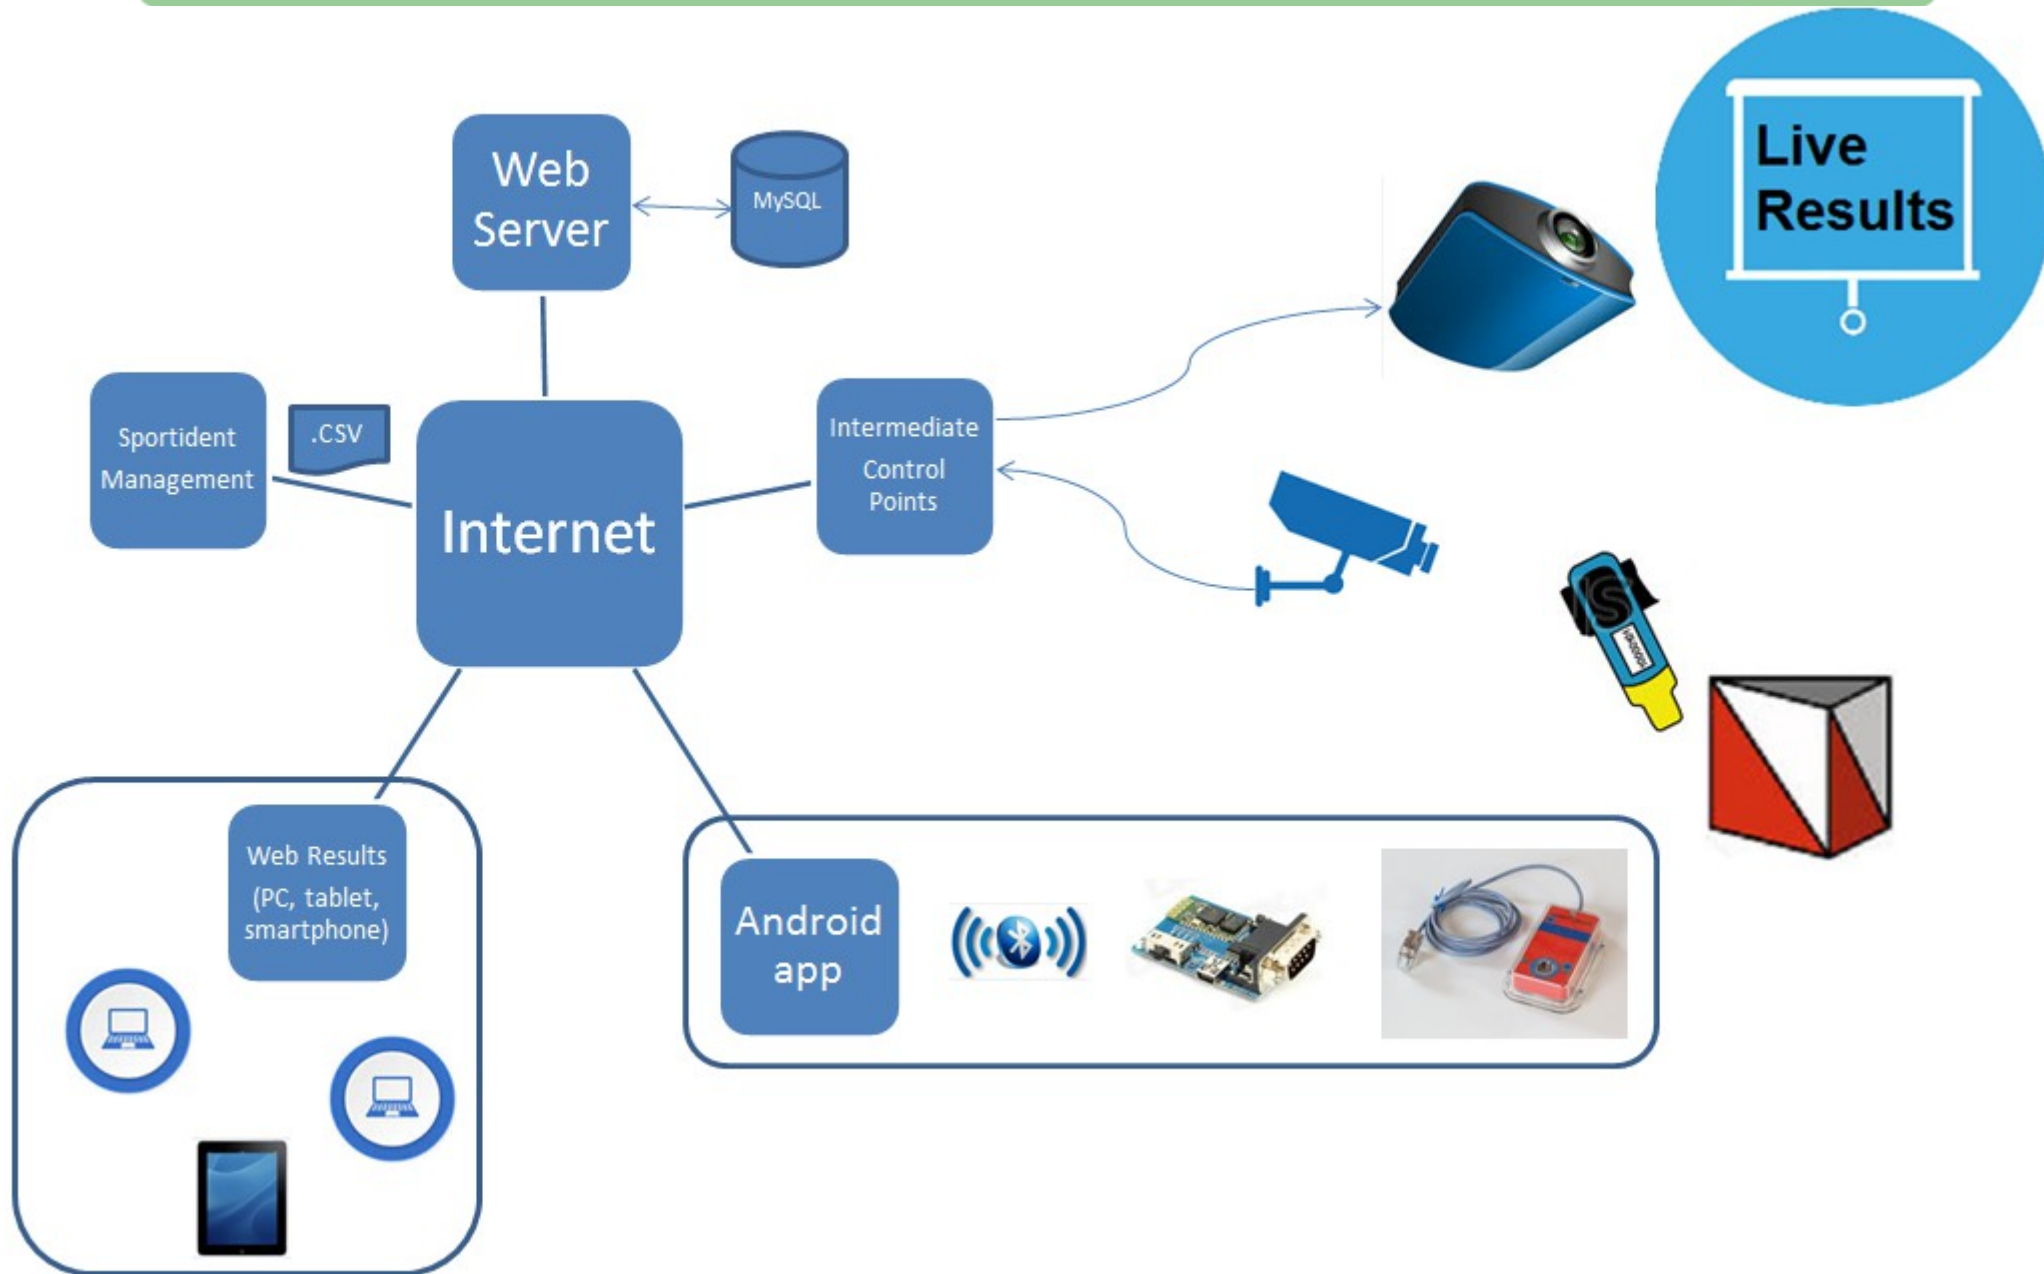 Web
Server
MySQL
Live
Results
Sportident
Management
.CSV
Internet
Intermediate
Control
Points
Web Results
(PC, tablet,
smartphone)
Android
app